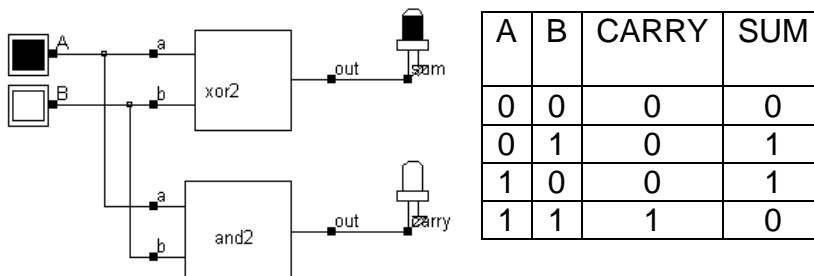 A
B
a
b
xor2
out
sum
a
b
and2
out
carry
A B CARRY SUM
0 0 0 0
0 1 0 1
1 0 0 1
1 1 1 0